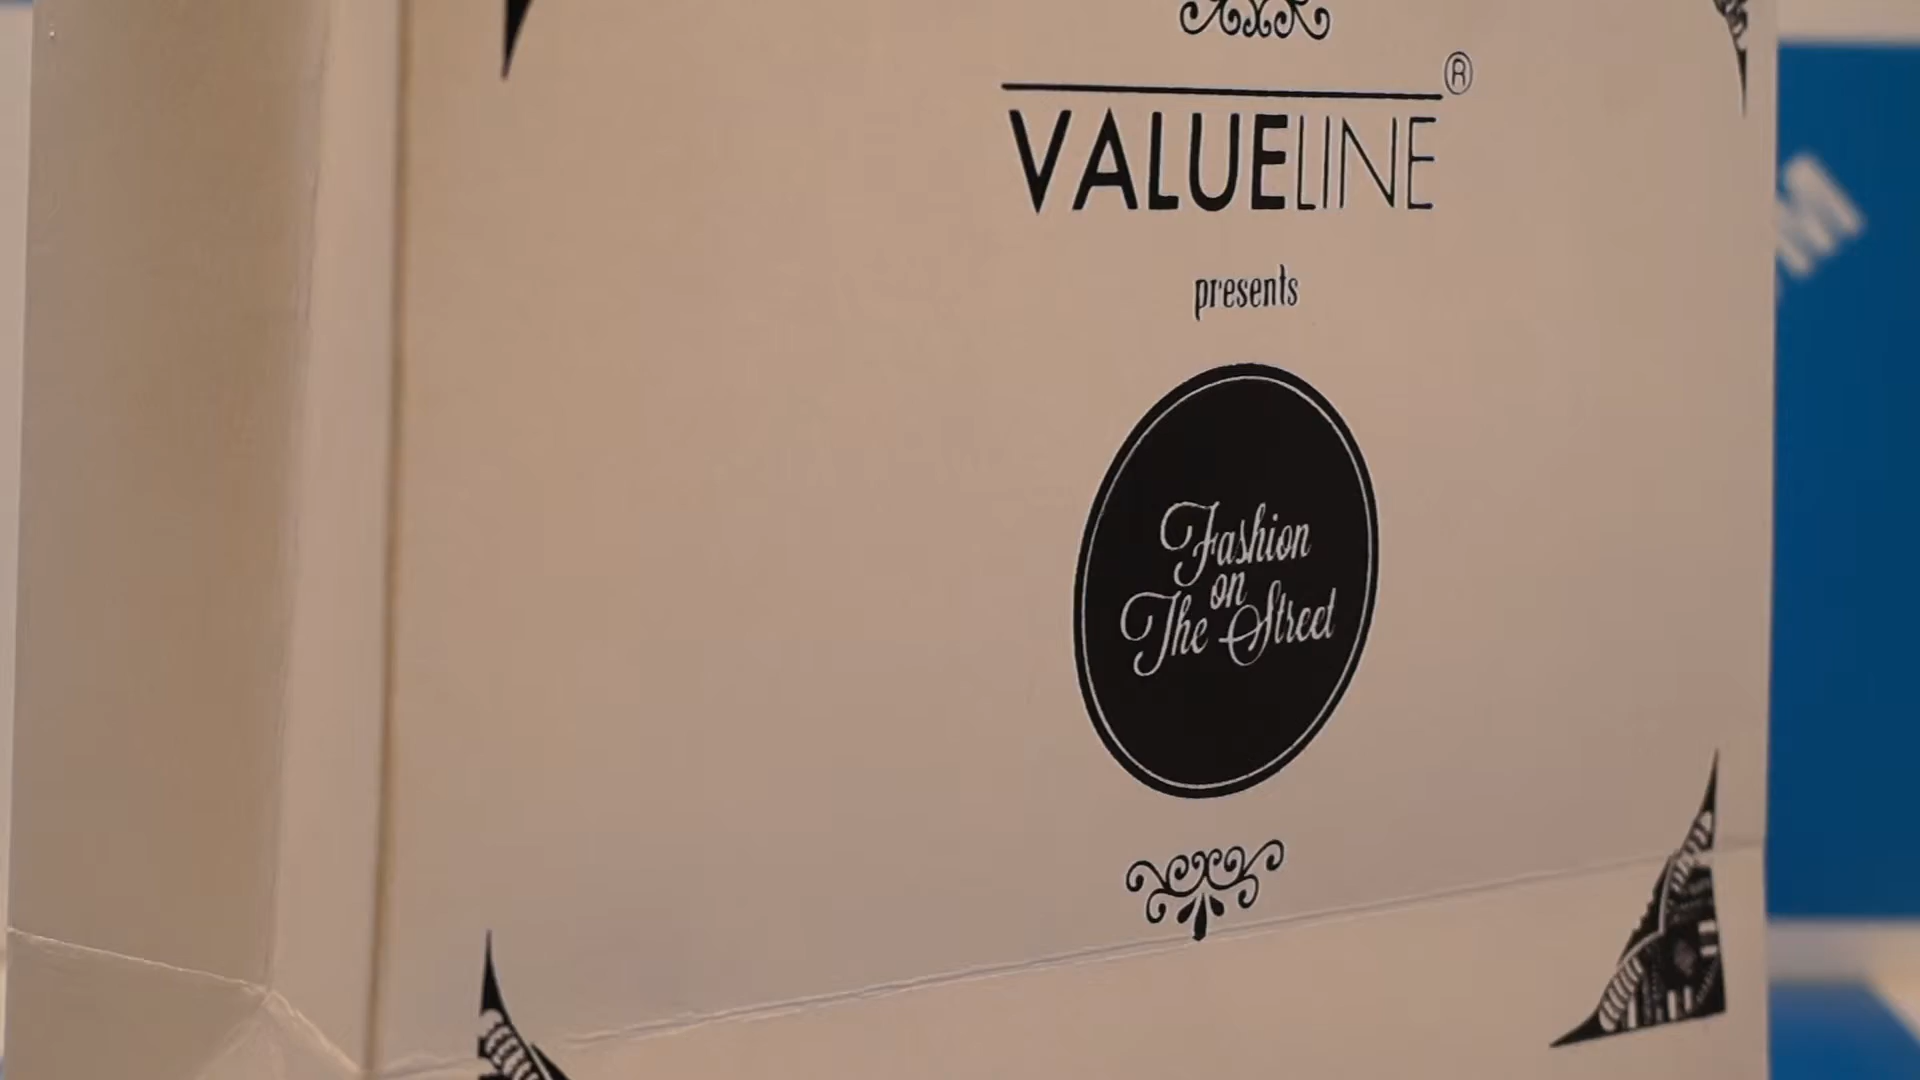 VALUELINE®
presents
Fashion
on
The Street